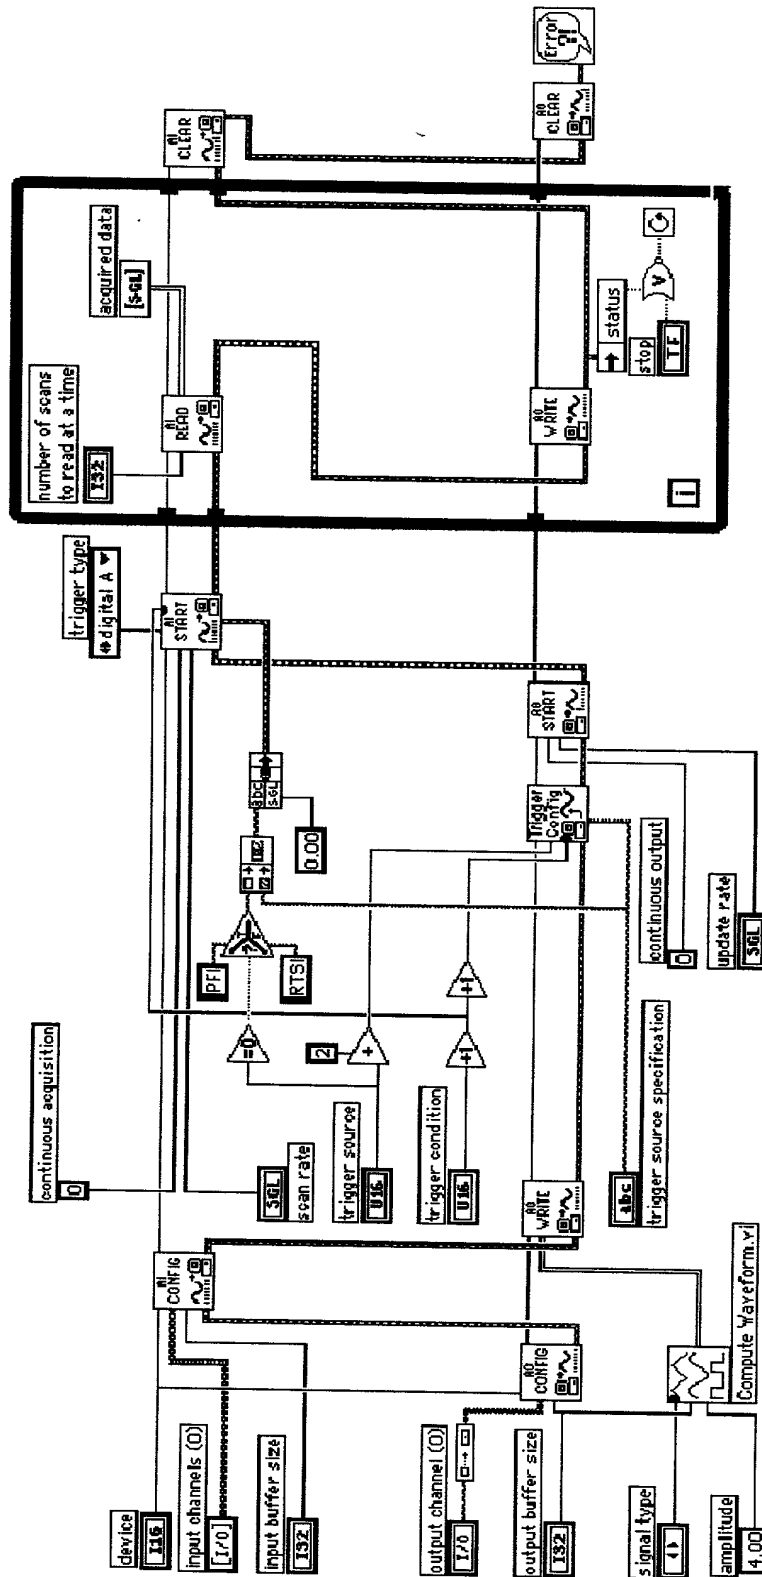 device
I16
input channels (0)
[I/O]
input buffer size
I32
output channel (0)
I/O
output buffer size
I32
signal type
amplitude
4.00
AI
CONFIG
AO
CONFIG
Compute Waveform.vi
continuous acquisition
0
SGL
scan rate
trigger source
U16
trigger condition
U16
AO
WRITE
abc
trigger source specification
=0
2
+
+1
+1
PFI
RTSI
abc
SGL
0.00
Trigger
Config
AO
START
continuous output
0
update rate
SGL
trigger type
digital A
AI
START
number of scans
to read at a time
I32
acquired data
[SGL]
AI
READ
AO
WRITE
status
stop
TF
V
i
AI
CLEAR
AO
CLEAR
Error
?!